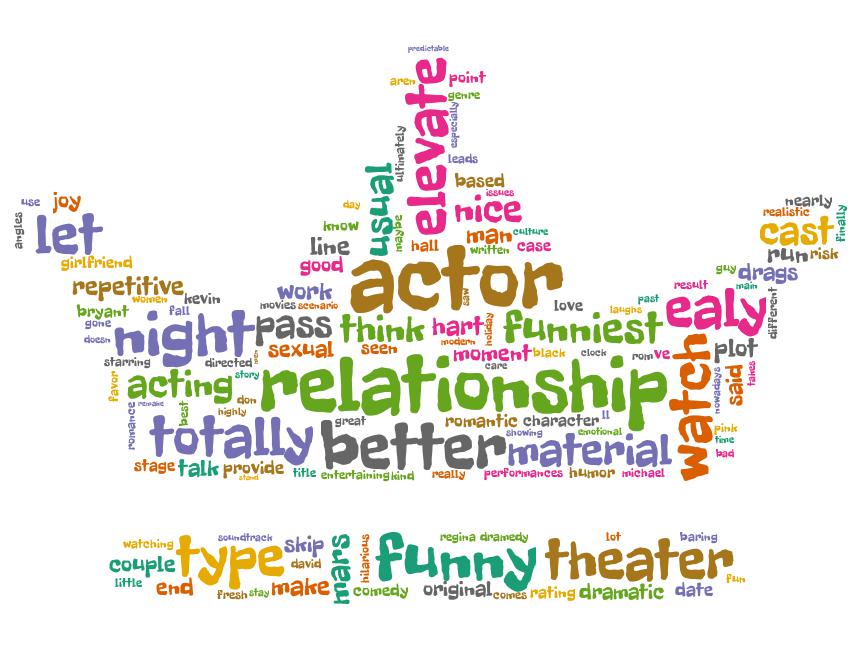 predictable
elevate
aren
point
genre
especially
ultimately
leads
usual
based
issues
nice
day
maybe
know
man
culture
line
hall
written
case
good
use
joy
angles
let
girlfriend
repetitive
women
kevin
bryant
fall
gone
doesn
night
nearly
realistic
cast
finally
run
risk
guy
drags
main
result
different
work
actor
saw
movies
scenario
pass
think
hart
holiday
modern
love
laughs
past
funniest
ealy
sexual
seen
moment
black
clock
rom
ve
care
plot
starring
directed
men
story
favor
acting
don
relationship
watch
nowadays
said
takes
romance
remake
best
highly
great
romantic
character
ll
emotional
showing
pink
time
bad
totally
better
material
stage
talk
provide
stand
title
entertaining
kind
really
performances
humor
michael
watching
type
soundtrack
skip
mars
hilarious
regina
dramedy
lot
baring
couple
david
funny
theater
fun
little
end
fresh
stay
make
comedy
original
comes
rating
dramatic
date